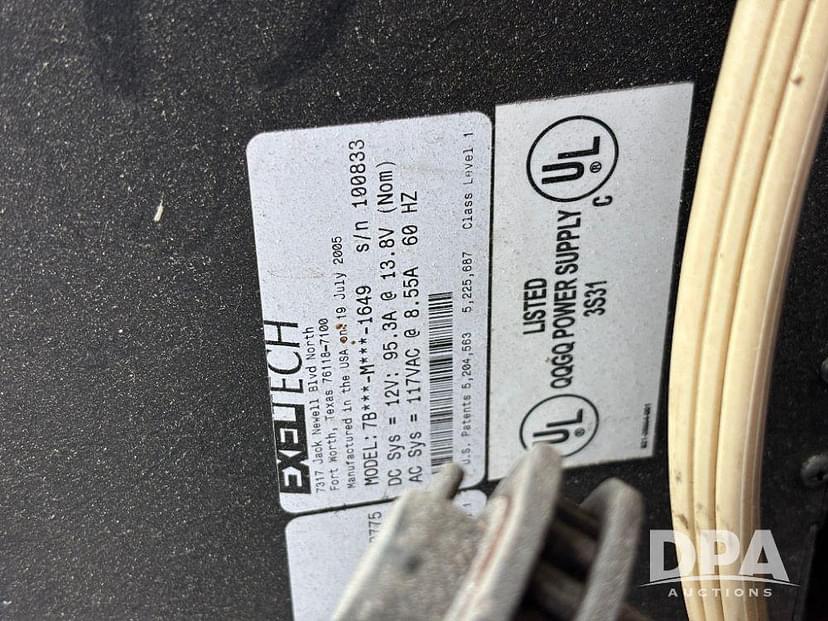 EXELTECH
7317 Jack Newell Blvd North
Fort Worth, Texas 76118-7100
Manufactured in the USA on: 19 July 2005
MODEL: 7B***-M***-1649 s/n 100833
DC Sys = 12V: 95.3A @ 13.8V (Nom)
AC Sys = 117VAC @ 8.55A 60 HZ
U.S. Patents 5,204,563 5,225,687 Class Level 1
LISTED
UL QQGQ POWER SUPPLY C UL ®
3S31
DPA
AUCTIONS